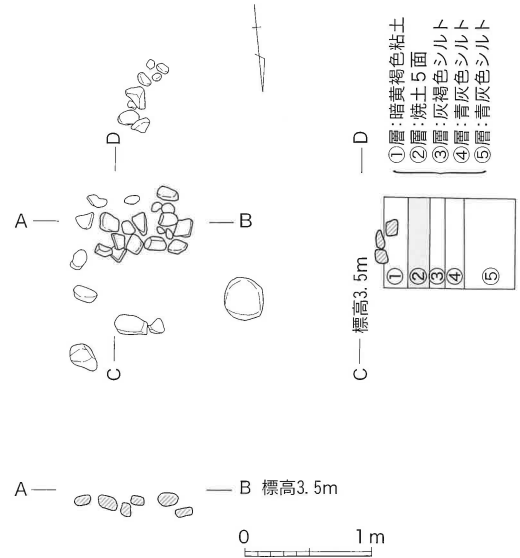 ①層:暗黄褐色粘土
②層:焼土5面
③層:灰褐色シルト
④層:青灰色シルト
⑤層:青灰色シルト
D
D
A
B
①
②
③
④
⑤
C
C
標高3.5m
A
B 標高3.5m
0 1m